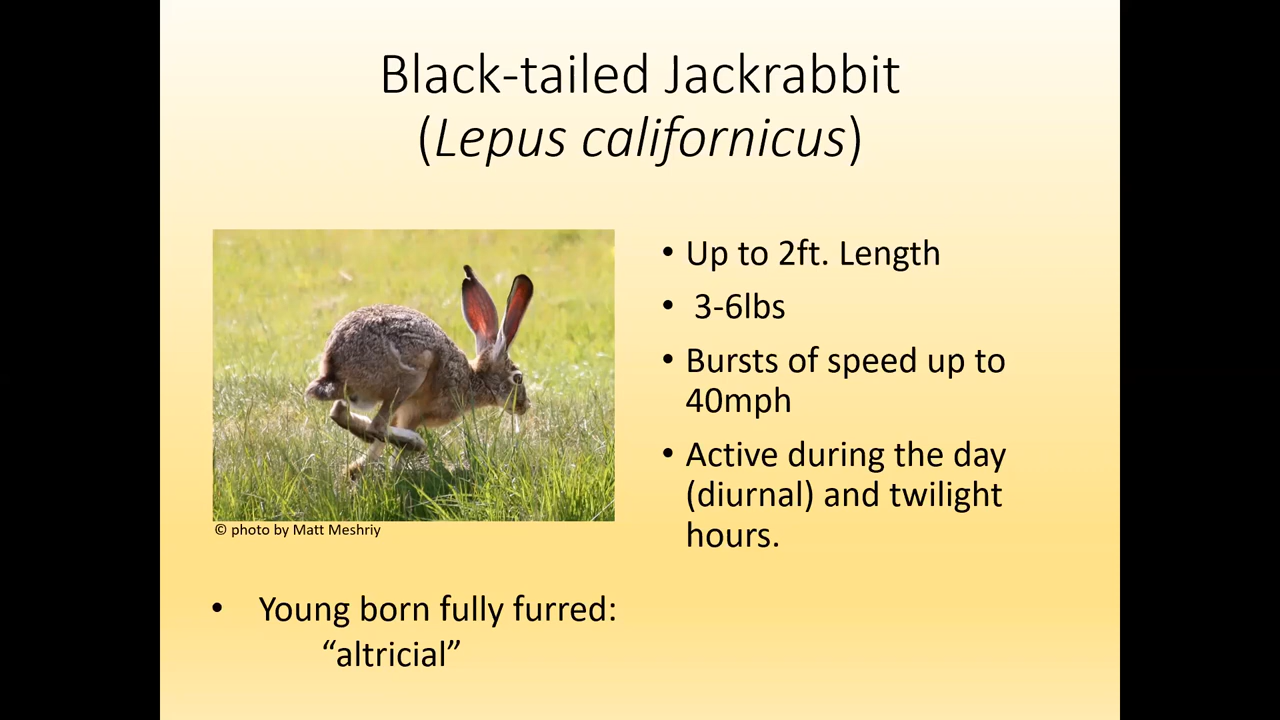 Black-tailed Jackrabbit
(Lepus californicus)
© photo by Matt Meshriy
• Up to 2ft. Length
• 3-6lbs
• Bursts of speed up to
40mph
• Active during the day
(diurnal) and twilight
hours.
• Young born fully furred:
“altricial”